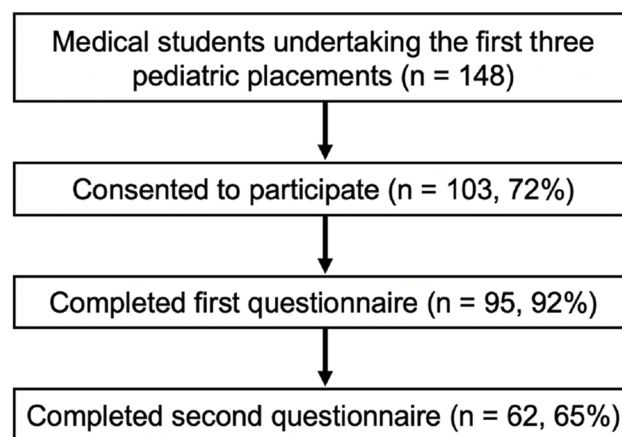 Medical students undertaking the first three
pediatric placements (n = 148)
Consented to participate (n = 103, 72%)
Completed first questionnaire (n = 95, 92%)
Completed second questionnaire (n = 62, 65%)